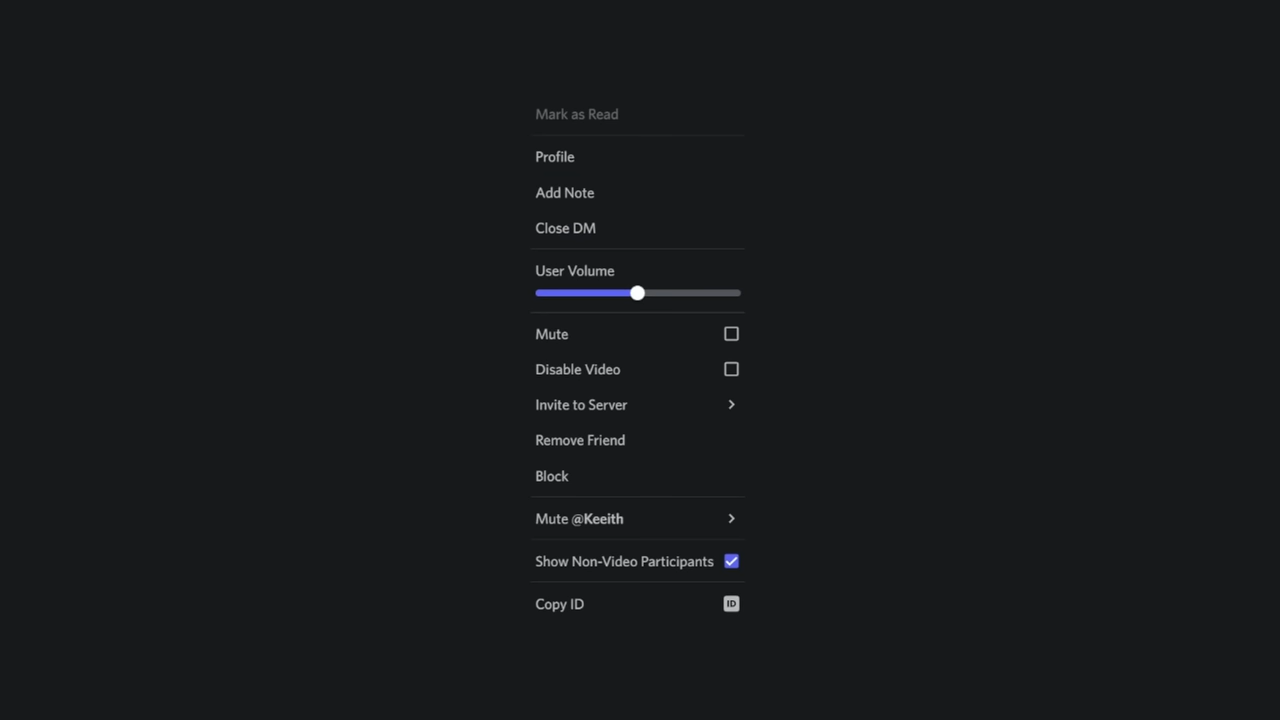 Mark as Read
Profile
Add Note
Close DM
User Volume
Mute
Disable Video
Invite to Server
Remove Friend
Block
Mute @Keeith
Show Non-Video Participants
Copy ID ID